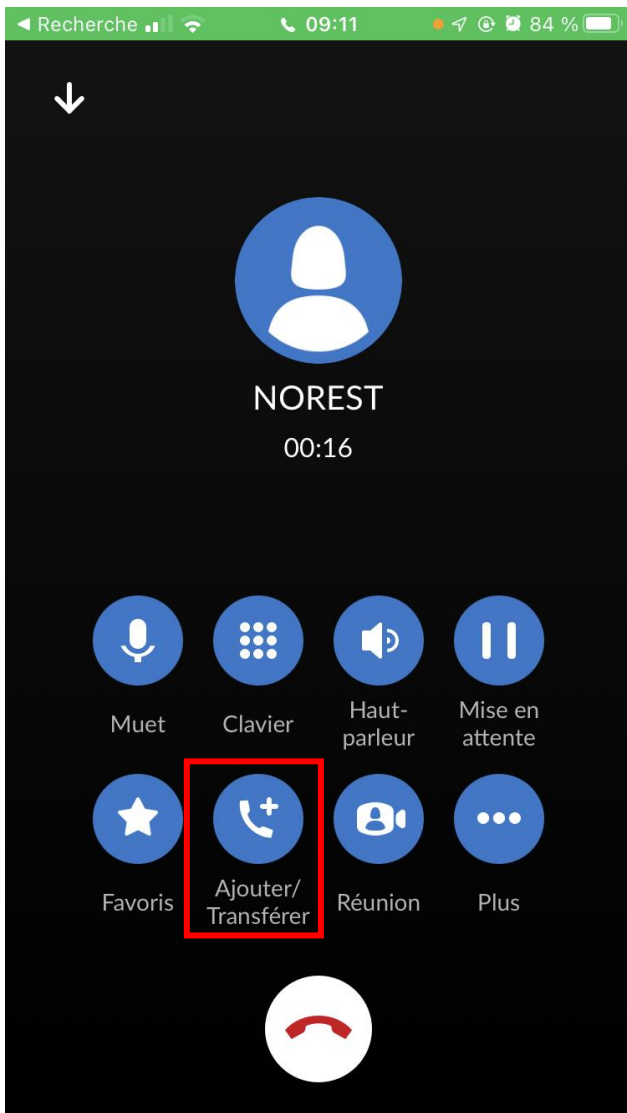 ◀ Recherche 09:11 84 %
NOREST
00:16
Muet Clavier Haut-parleur Mise en attente
Favoris Ajouter/Transférer Réunion Plus